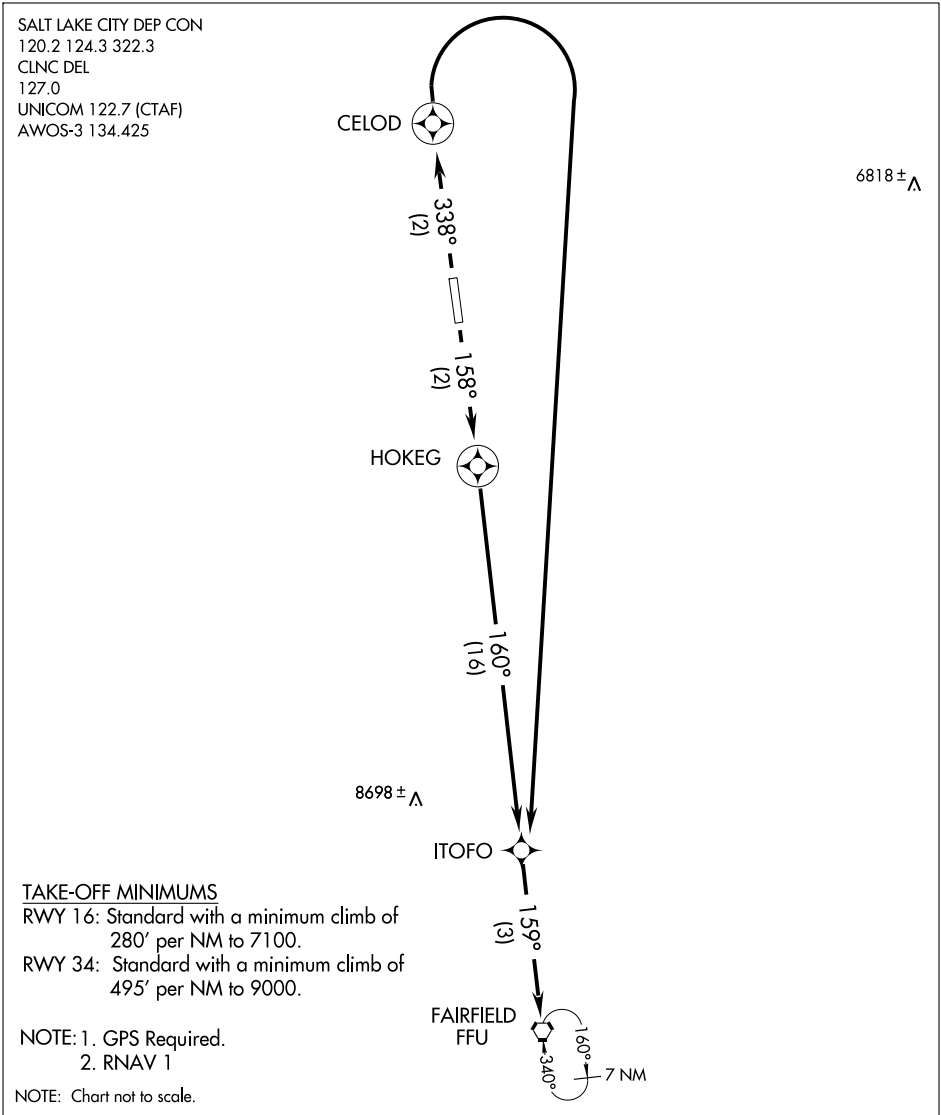 SALT LAKE CITY DEP CON
120.2 124.3 322.3
CLNC DEL
127.0
UNICOM 122.7 (CTAF)
AWOS-3 134.425
CELOD
6818 ±
338°
(2)
158°
(2)
HOKEG
160°
(16)
8698 ±
ITOFO
TAKE-OFF MINIMUMS
RWY 16: Standard with a minimum climb of
280' per NM to 7100.
RWY 34: Standard with a minimum climb of
495' per NM to 9000.
159°
(3)
FAIRFIELD
FFU
160°
340°
7 NM
NOTE: 1. GPS Required.
2. RNAV 1
NOTE: Chart not to scale.